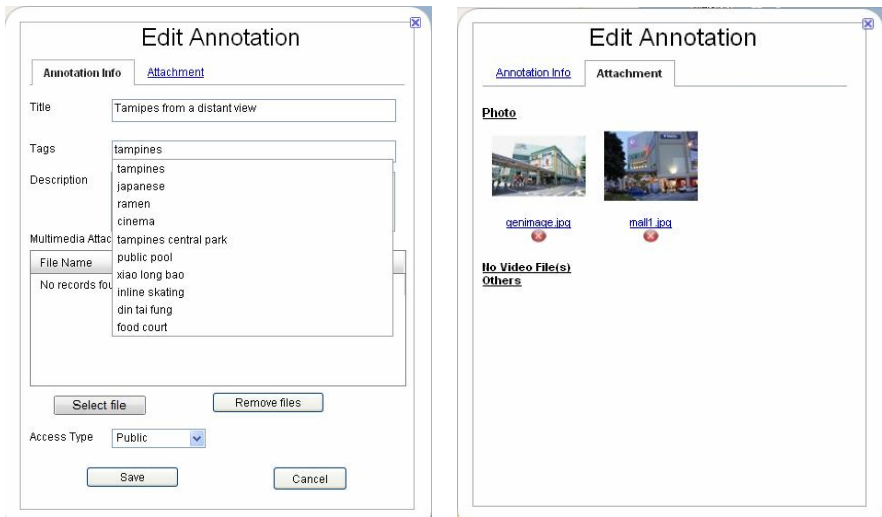 Edit Annotation
Annotation Info
Attachment
Title
Tamipes from a distant view
Tags
tampines
tampines
japanese
ramen
cinema
tampines central park
public pool
xiao long bao
inline skating
din tai fung
food court
Description
Multimedia Attac
File Name
No records fou
Select file
Remove files
Access Type
Public
Save
Cancel
Edit Annotation
Annotation Info
Attachment
Photo
genimage.jpg
mall1.jpg
No Video File(s)
Others